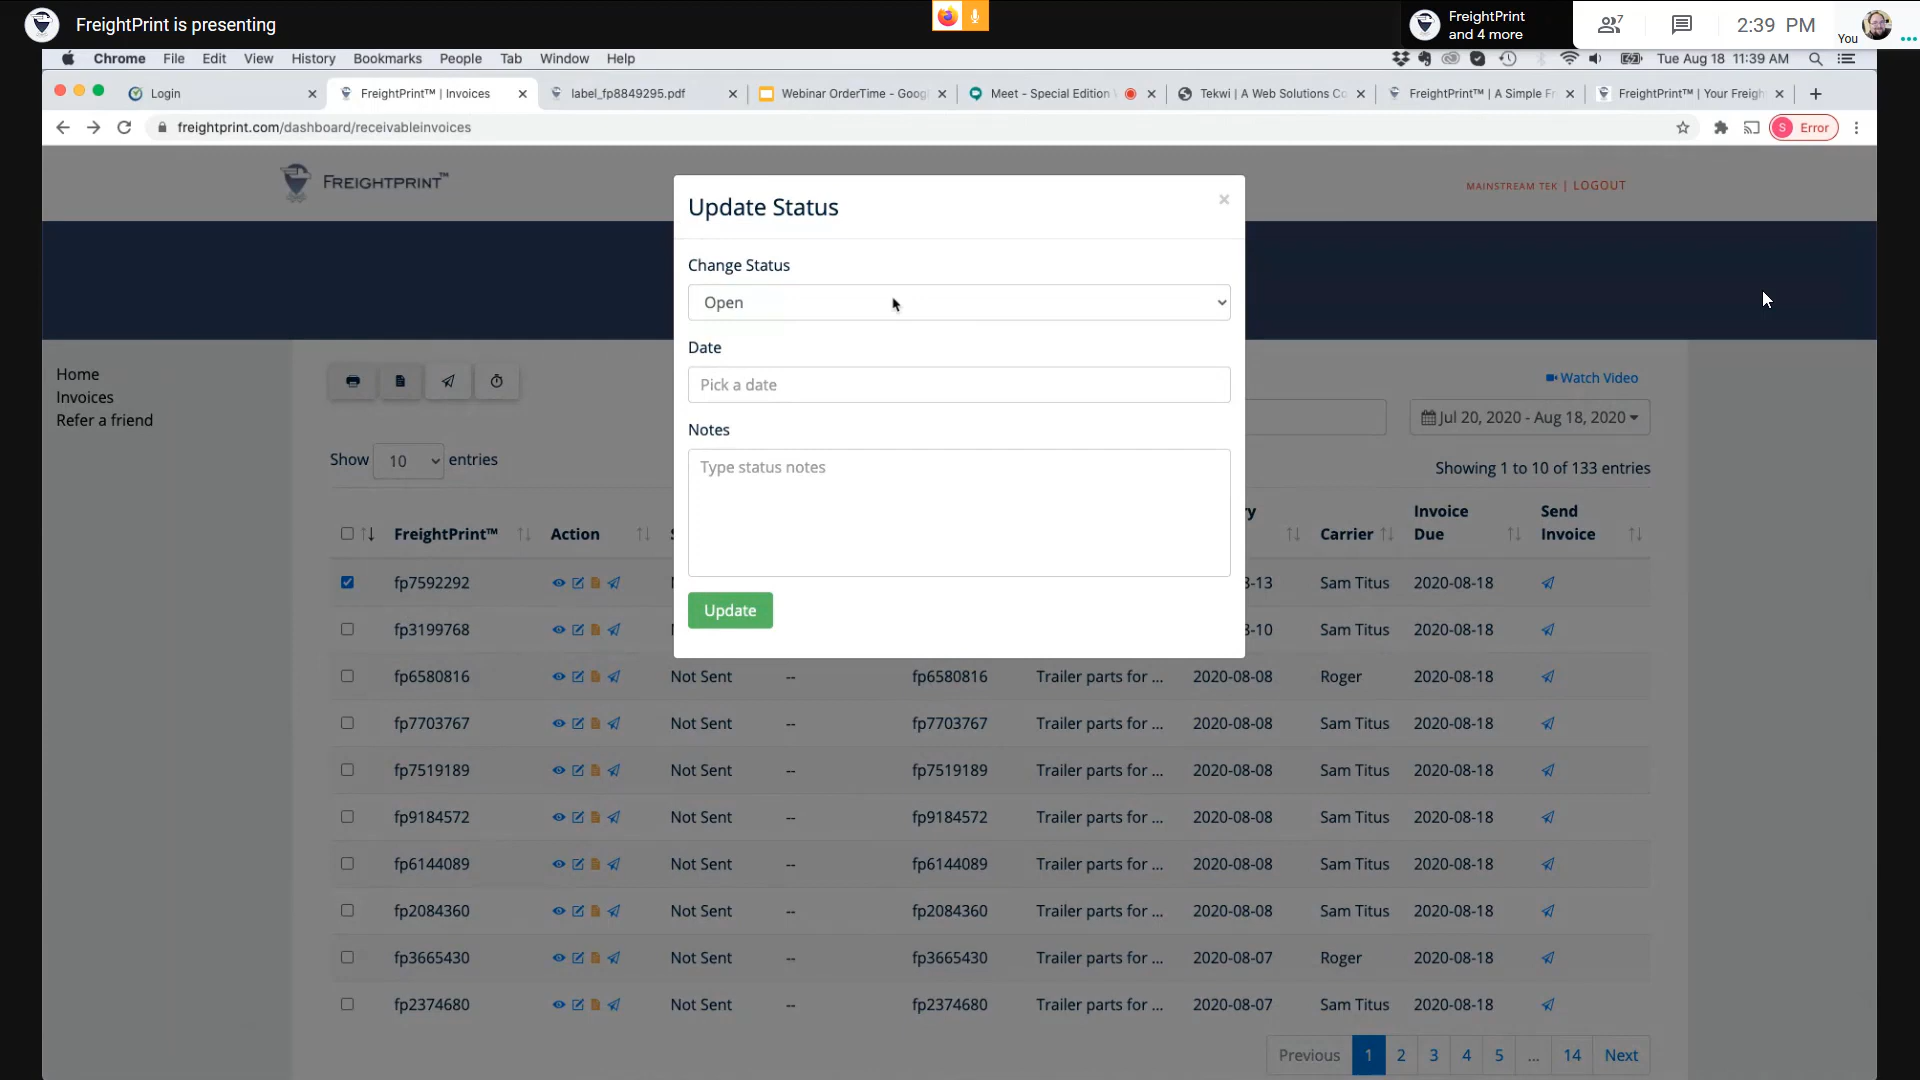 FreightPrint is presenting
FreightPrint
and 4 more
7
2:39 PM
You
Chrome File Edit View History Bookmarks People Tab Window Help
Tue Aug 18 11:39 AM
Login
FreightPrint™ | Invoices
label_fp8849295.pdf
Webinar OrderTime - Goog
Meet - Special Edition
Tekwi | A Web Solutions Co
FreightPrint™ | A Simple Fr
FreightPrint™ | Your Freigh
freightprint.com/dashboard/receivableinvoices
S Error
FREIGHTPRINT™
MAINSTREAM TEK | LOGOUT
Update Status
×
Change Status
Open
Date
Pick a date
Notes
Type status notes
Update
Home
Invoices
Refer a friend
Watch Video
Jul 20, 2020 - Aug 18, 2020
Show 10 entries
Showing 1 to 10 of 133 entries
FreightPrint™ Action y Carrier Invoice Due Send Invoice
fp7592292 3-13 Sam Titus 2020-08-18
fp3199768 3-10 Sam Titus 2020-08-18
fp6580816 Not Sent -- fp6580816 Trailer parts for ... 2020-08-08 Roger 2020-08-18
fp7703767 Not Sent -- fp7703767 Trailer parts for ... 2020-08-08 Sam Titus 2020-08-18
fp7519189 Not Sent -- fp7519189 Trailer parts for ... 2020-08-08 Sam Titus 2020-08-18
fp9184572 Not Sent -- fp9184572 Trailer parts for ... 2020-08-08 Sam Titus 2020-08-18
fp6144089 Not Sent -- fp6144089 Trailer parts for ... 2020-08-08 Sam Titus 2020-08-18
fp2084360 Not Sent -- fp2084360 Trailer parts for ... 2020-08-08 Sam Titus 2020-08-18
fp3665430 Not Sent -- fp3665430 Trailer parts for ... 2020-08-07 Roger 2020-08-18
fp2374680 Not Sent -- fp2374680 Trailer parts for ... 2020-08-07 Sam Titus 2020-08-18
Previous 1 2 3 4 5 ... 14 Next